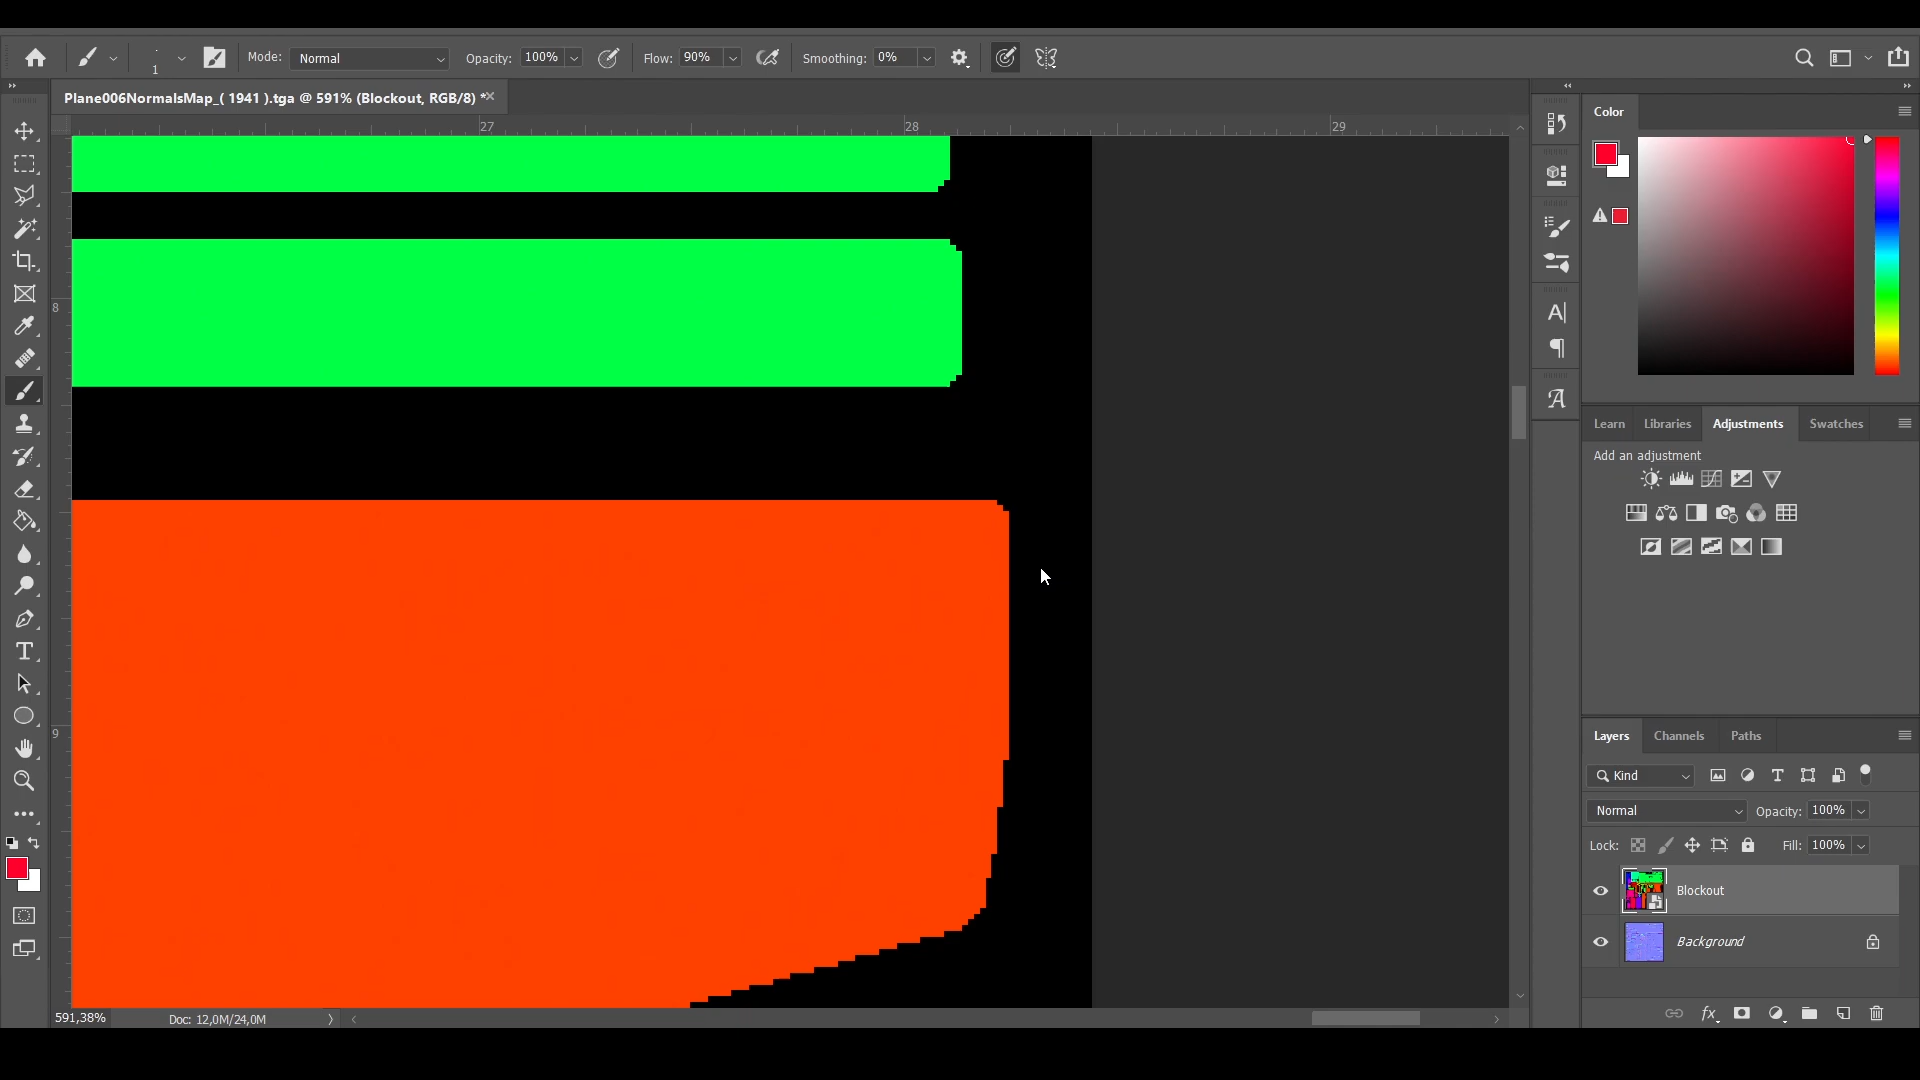 1
Mode: Normal
Opacity: 100%
Flow: 90%
Smoothing: 0%
Plane006NormalsMap_( 1941 ).tga @ 591% (Blockout, RGB/8) *
27
28
29
8
9
Color
Learn
Libraries
Adjustments
Swatches
Add an adjustment
Layers
Channels
Paths
Kind
Normal
Opacity: 100%
Lock:
Fill: 100%
Blockout
Background
fx
591,38%
Doc: 12,0M/24,0M